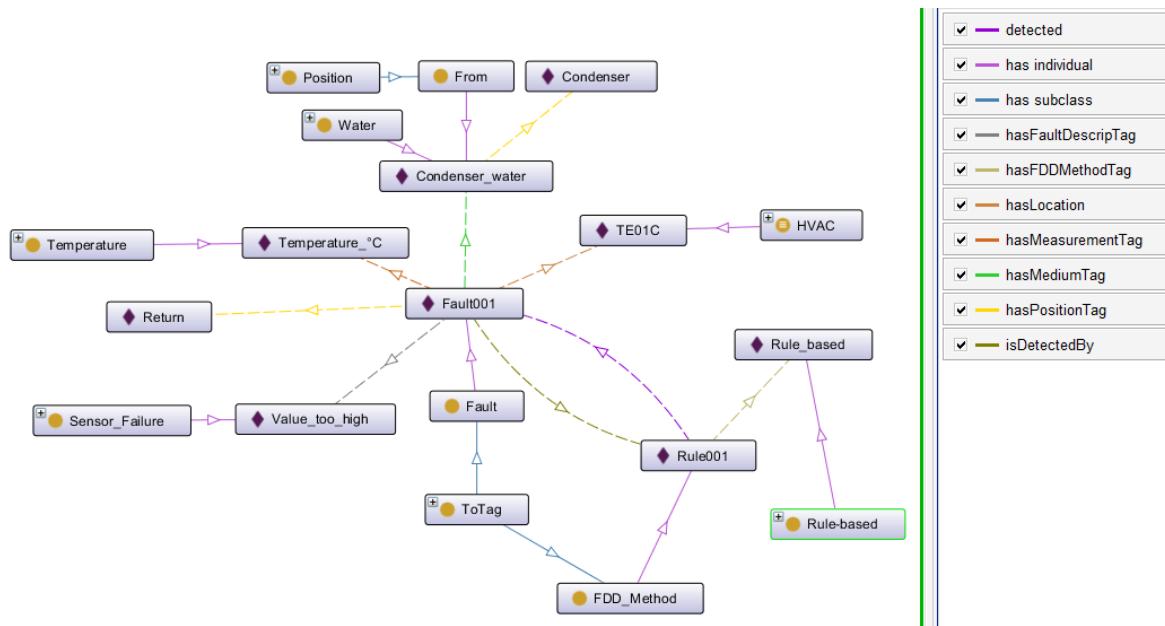 Position
From
Condenser
Water
Condenser_water
Temperature
Temperature_°C
TE01C
HVAC
Return
Fault001
Rule_based
Sensor_Failure
Value_too_high
Fault
Rule001
ToTag
Rule-based
FDD_Method
detected
has individual
has subclass
hasFaultDescripTag
hasFDDMethodTag
hasLocation
hasMeasurementTag
hasMediumTag
hasPositionTag
isDetectedBy